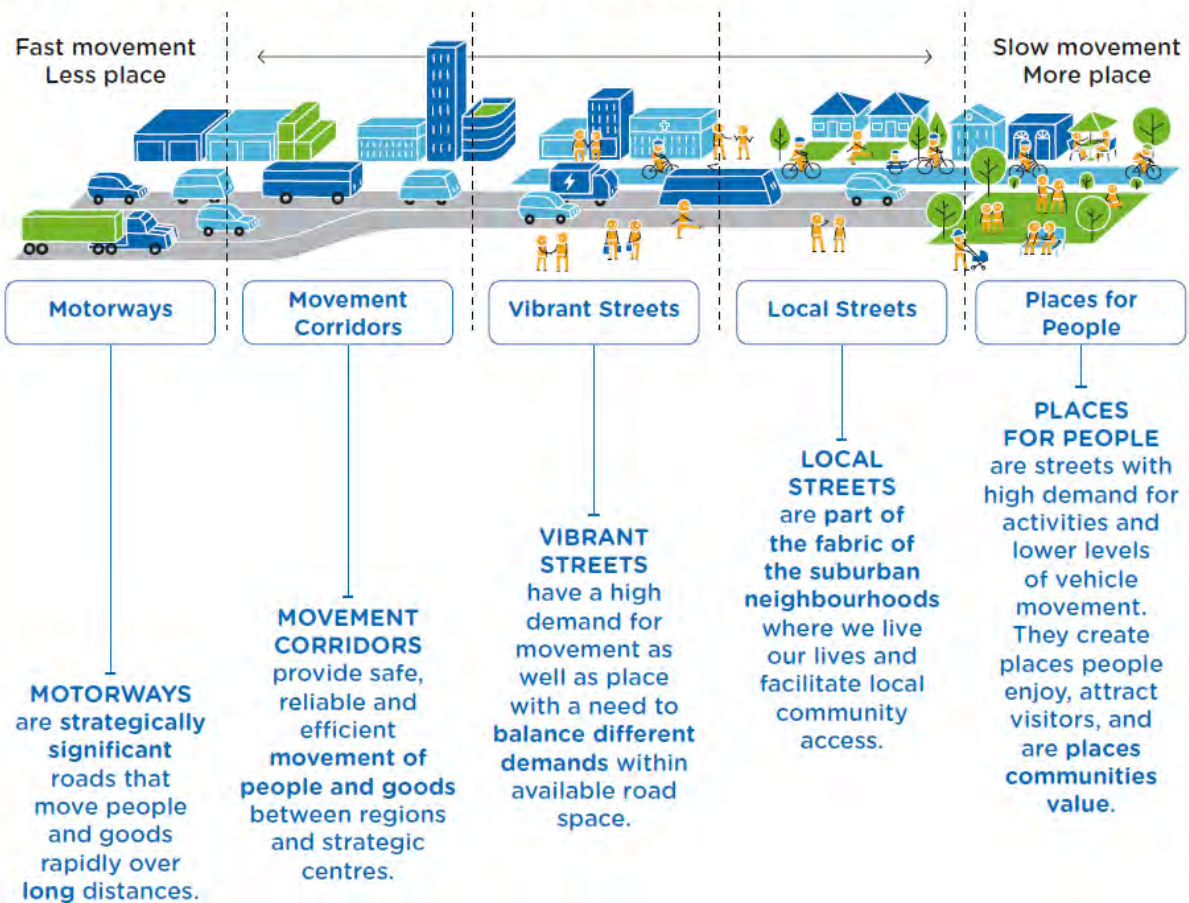 Fast movement
Less place
Slow movement
More place
Motorways
Movement
Corridors
Vibrant Streets
Local Streets
Places for
People
MOTORWAYS
are strategically
significant
roads that
move people
and goods
rapidly over
long distances.
MOVEMENT
CORRIDORS
provide safe,
reliable and
efficient
movement of
people and goods
between regions
and strategic
centres.
VIBRANT
STREETS
have a high
demand for
movement as
well as place
with a need to
balance different
demands within
available road
space.
LOCAL
STREETS
are part of
the fabric of
the suburban
neighbourhoods
where we live
our lives and
facilitate local
community
access.
PLACES
FOR PEOPLE
are streets with
high demand for
activities and
lower levels
of vehicle
movement.
They create
places people
enjoy, attract
visitors, and
are places
communities
value.